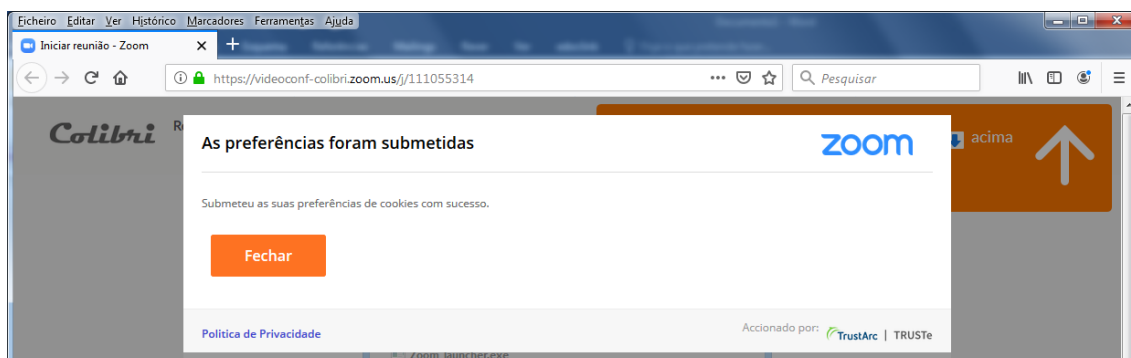 Ficheiro Editar Ver Histórico Marcadores Ferramentas Ajuda
Iniciar reunião - Zoom
https://videoconf-colibri.zoom.us/j/111055314
Pesquisar
Colibri
acima
As preferências foram submetidas
zoom
Submeteu as suas preferências de cookies com sucesso.
Fechar
Politica de Privacidade
Accionado por: TrustArc | TRUSTe
Zoom_launcher.exe